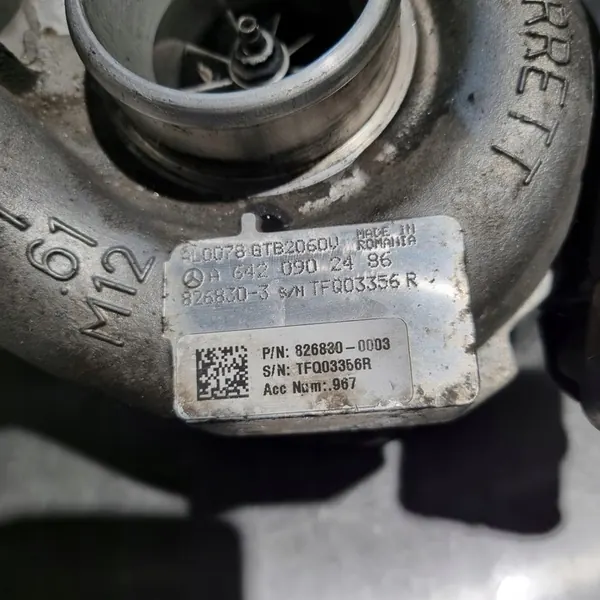 RRETT
.61
M12
AL0078 GTB2060V
MADE IN
ROMANIA
A 642 090 24 86
826830-3 S/N TFQ03356 R
P/N: 826830-0003
S/N: TFQ03356R
Acc Num:.967